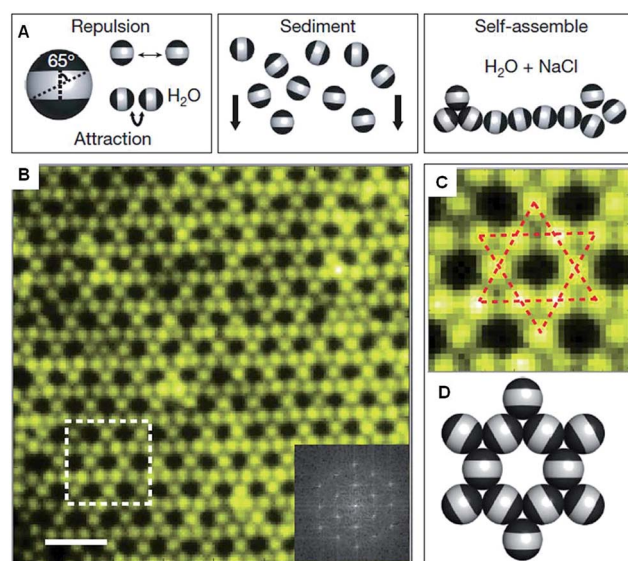 A
Repulsion
65°
H₂O
Attraction
Sediment
Self-assemble
H₂O + NaCl
B
C
D